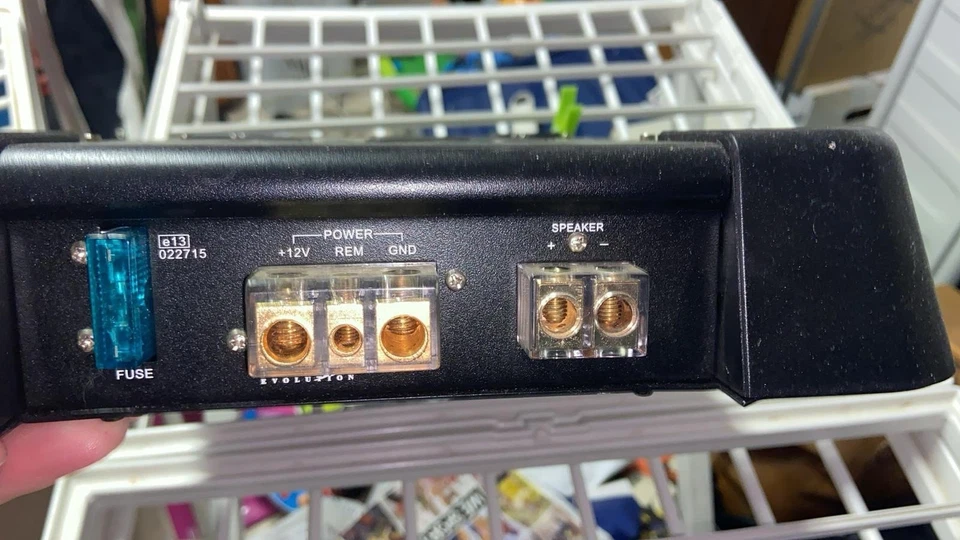 e13
022715
POWER
+12V REM GND
SPEAKER
+ −
FUSE
EVOLUTION